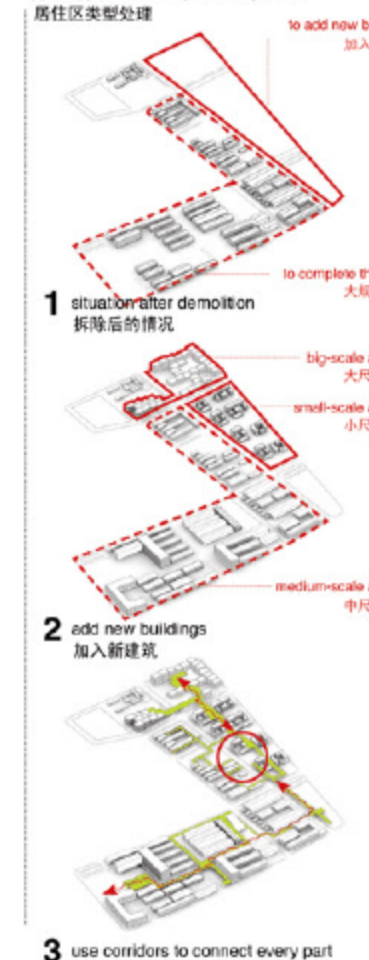 居住区类型处理
to add new b
加入
to complete th
大规
1 situation after demolition
拆除后的情况
big-scale a
大尺
small-scale a
小尺
medium-scale a
中尺
2 add new buildings
加入新建筑
3 use corridors to connect every part